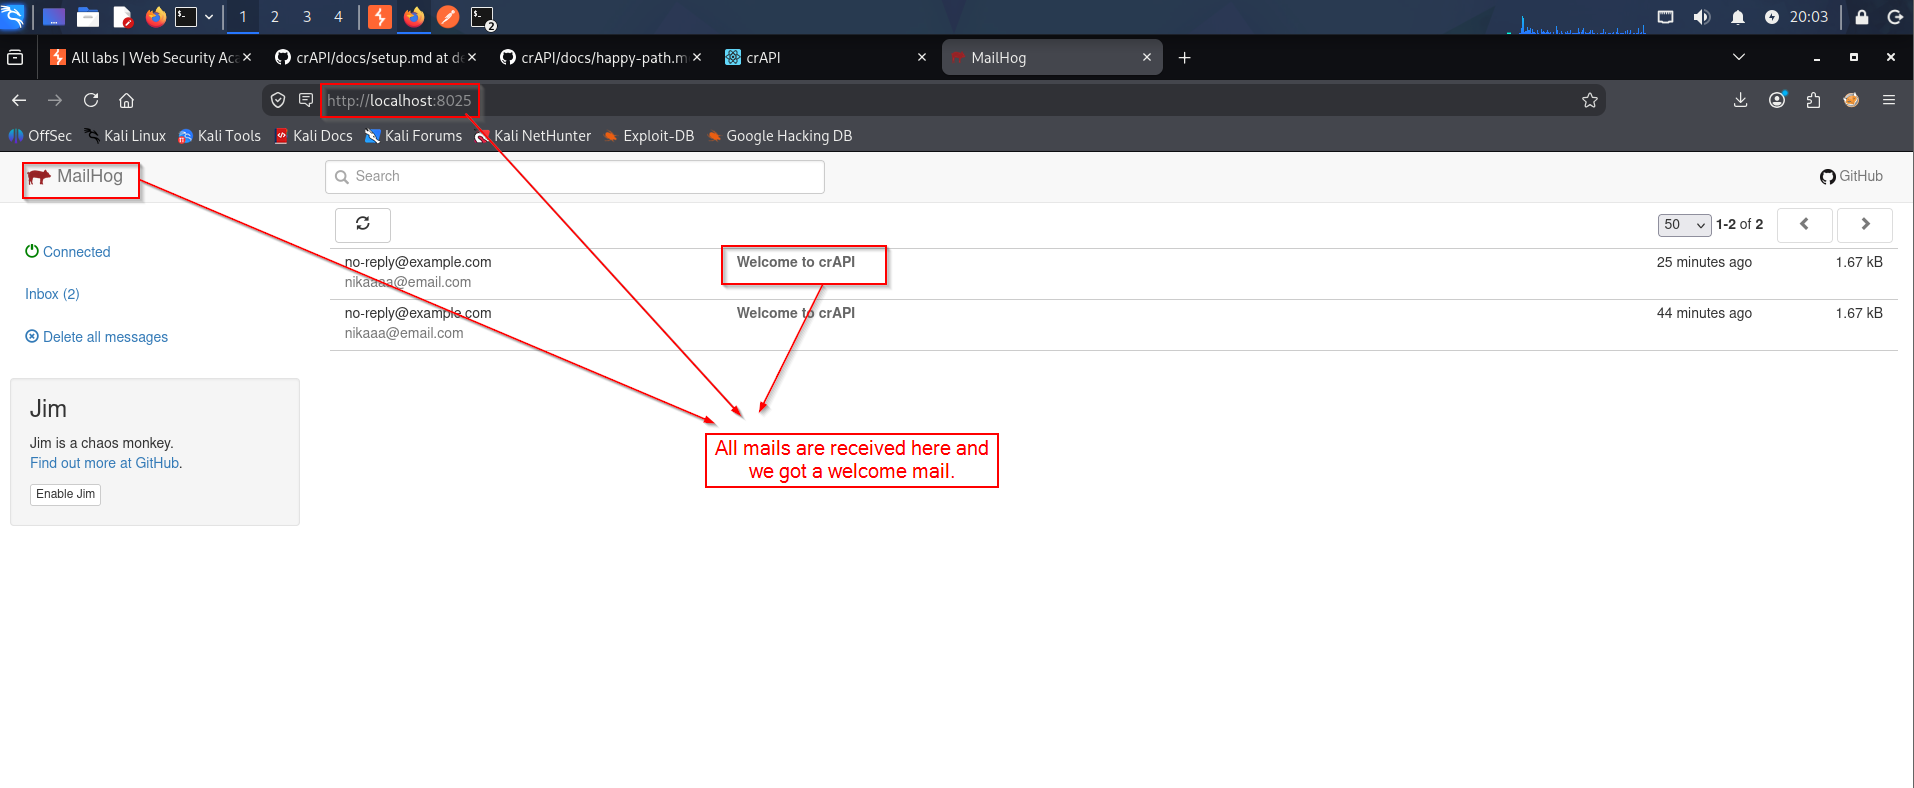 1 2 3 4
2
20:03
All labs | Web Security Aca
crAPI/docs/setup.md at de
crAPI/docs/happy-path.m
crAPI
MailHog
http://localhost:8025
OffSec Kali Linux Kali Tools Kali Docs Kali Forums Kali NetHunter Exploit-DB Google Hacking DB
MailHog
Search
GitHub
50 1-2 of 2
Connected
Inbox (2)
Delete all messages
no-reply@example.com Welcome to crAPI 25 minutes ago 1.67 kB
nikaaaa@email.com
no-reply@example.com Welcome to crAPI 44 minutes ago 1.67 kB
nikaaa@email.com
Jim
Jim is a chaos monkey.
Find out more at GitHub.
Enable Jim
All mails are received here and
we got a welcome mail.